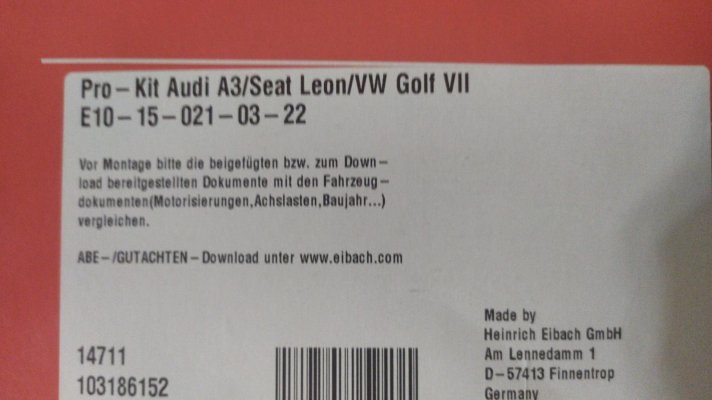 Pro-Kit Audi A3/Seat Leon/VW Golf VII
E10-15-021-03-22
Vor Montage bitte die beigefügten bzw. zum Down-
load bereitgestellten Dokumente mit den Fahrzeug-
dokumenten(Motorisierungen,Achslasten,Baujahr...)
vergleichen.
ABE-/GUTACHTEN-Download unter www.eibach.com
14711
103186152
Made by
Heinrich Eibach GmbH
Am Lennedamm 1
D-57413 Finnentrop
Germany